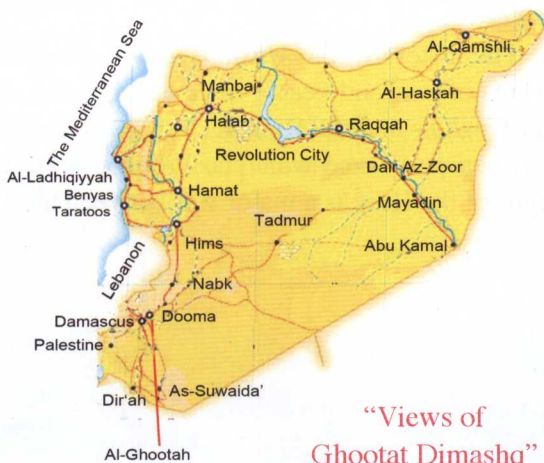 The Mediterranean Sea
Al-Qamshli
Manbaj
Al-Haskah
Halab
Raqqah
Revolution City
Al-Ladhiqiyyah
Dair Az-Zoor
Benyas
Hamat
Taratoos
Mayadin
Tadmur
Hims
Abu Kamal
Lebanon
Nabk
Damascus
Dooma
Palestine
Dir‘ah
As-Suwaida’
“Views of
Ghootat Dimashq”
Al-Ghootah